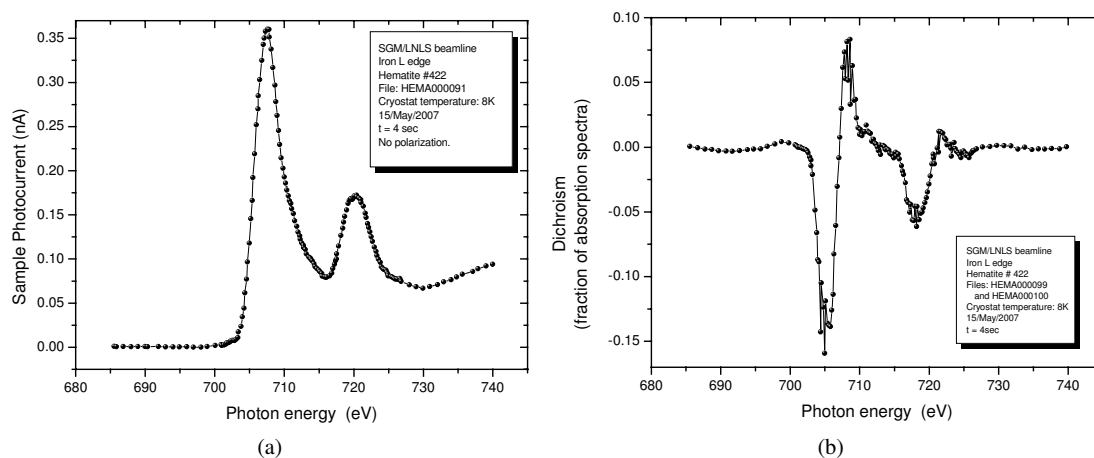 0.35
0.30
0.25
0.20
0.15
0.10
0.05
0.00
Sample Photocurrent (nA)
SGM/LNLS beamline
Iron L edge
Hematite #422
File: HEMA000091
Cryostat temperature: 8K
15/May/2007
t = 4 sec
No polarization.
680 690 700 710 720 730 740
Photon energy (eV)
(a)
0.10
0.05
0.00
-0.05
-0.10
-0.15
Dichroism
(fraction of absorption spectra)
SGM/LNLS beamline
Iron L edge
Hematite # 422
Files: HEMA000099
and HEMA000100
Cryostat temperature: 8K
15/May/2007
t = 4sec
680 690 700 710 720 730 740
Photon energy (eV)
(b)